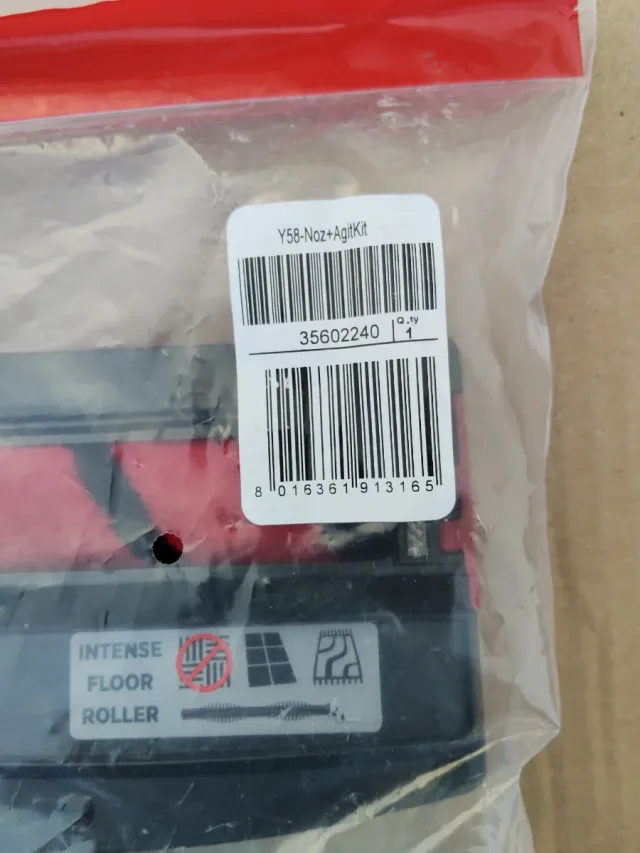 Y58-Noz+AgitKit
35602240
Q.ty
1
8 016361 913165
INTENSE
FLOOR
ROLLER